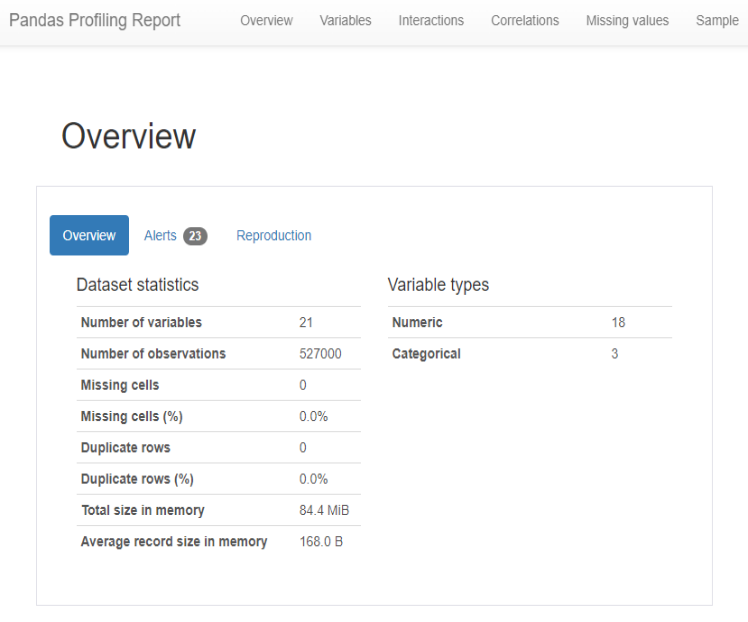 Pandas Profiling Report Overview Variables Interactions Correlations Missing values Sample
Overview
Overview Alerts 23 Reproduction
Dataset statistics
Number of variables 21
Number of observations 527000
Missing cells 0
Missing cells (%) 0.0%
Duplicate rows 0
Duplicate rows (%) 0.0%
Total size in memory 84.4 MiB
Average record size in memory 168.0 B
Variable types
Numeric 18
Categorical 3